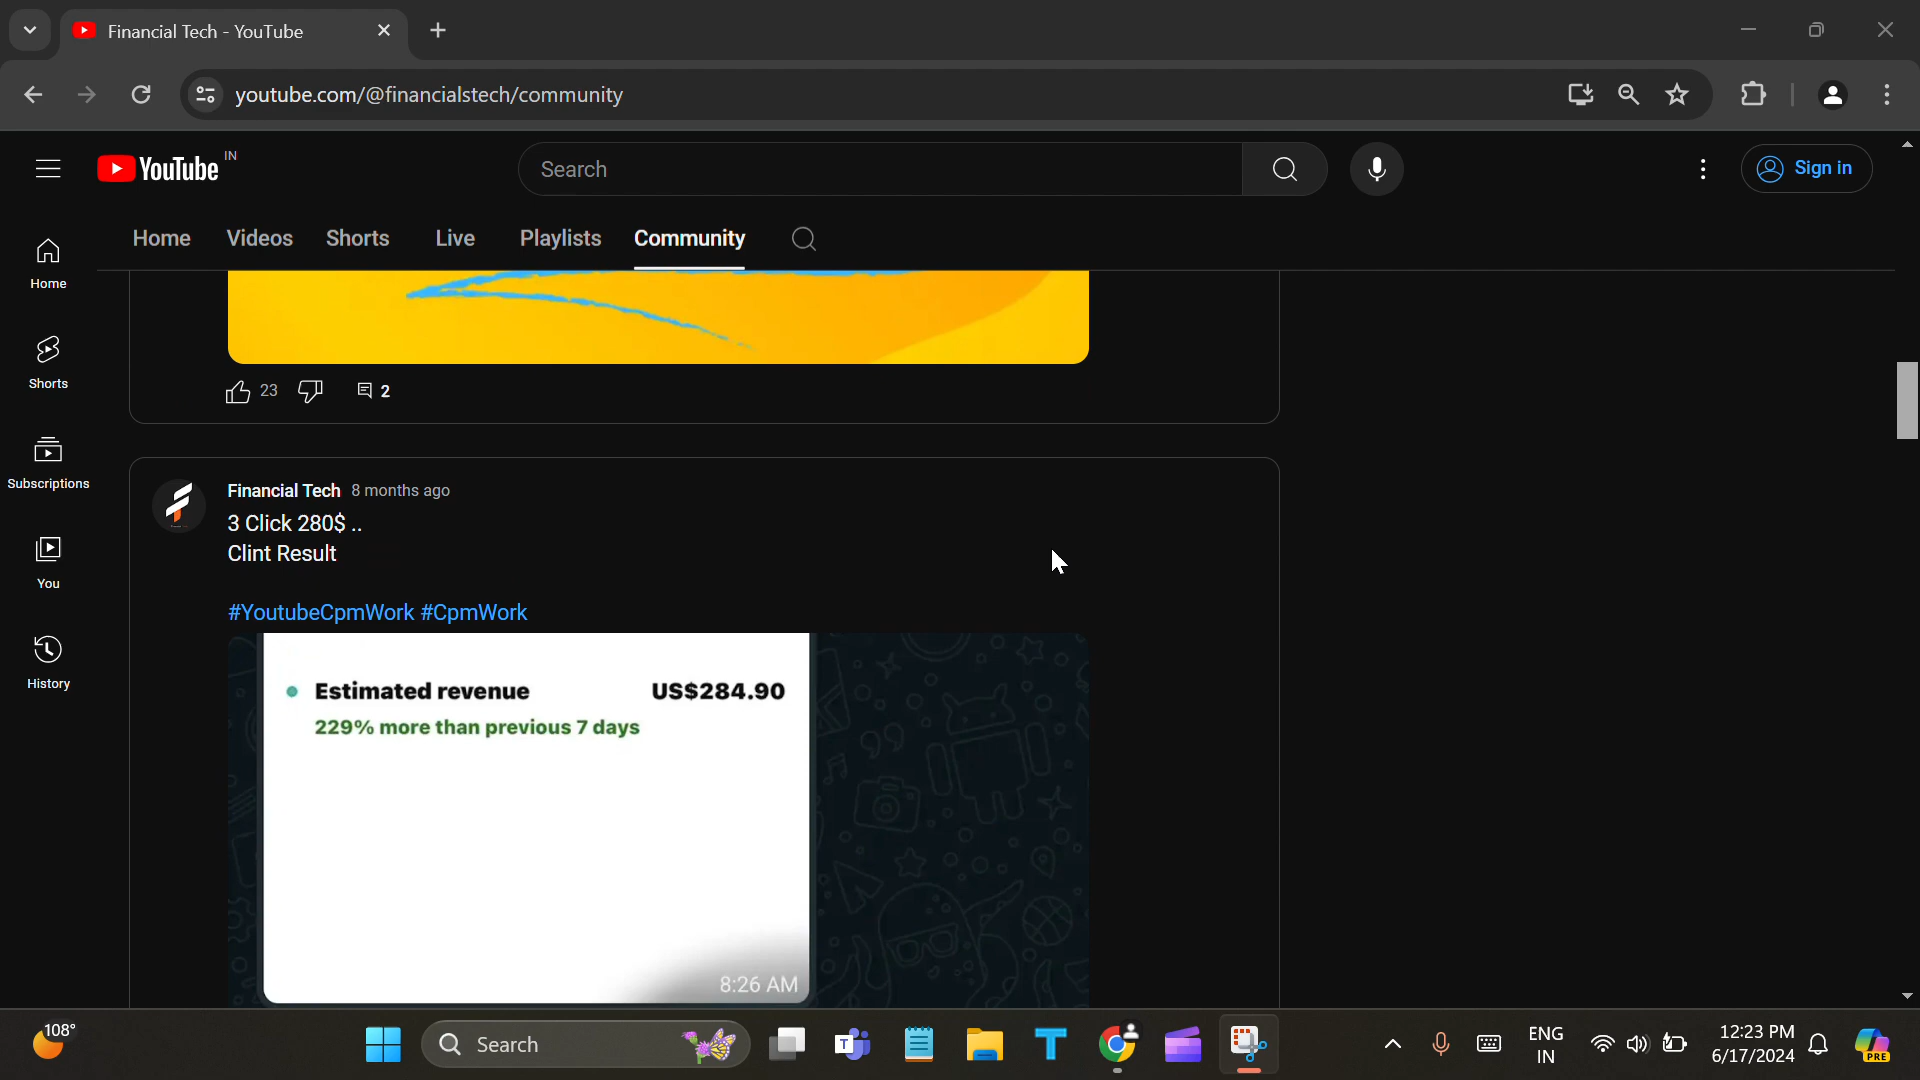 Financial Tech - YouTube
youtube.com/@financialstech/community
YouTube IN
Search
Sign in
Home Videos Shorts Live Playlists Community
Home
Shorts
Subscriptions
You
History
23 2
Financial Tech 8 months ago
3 Click 280$ ..
Clint Result
#YoutubeCpmWork #CpmWork
Estimated revenue US$284.90
229% more than previous 7 days
8:26 AM
108°
Search
T
T
ENG
IN
12:23 PM
6/17/2024
PRE